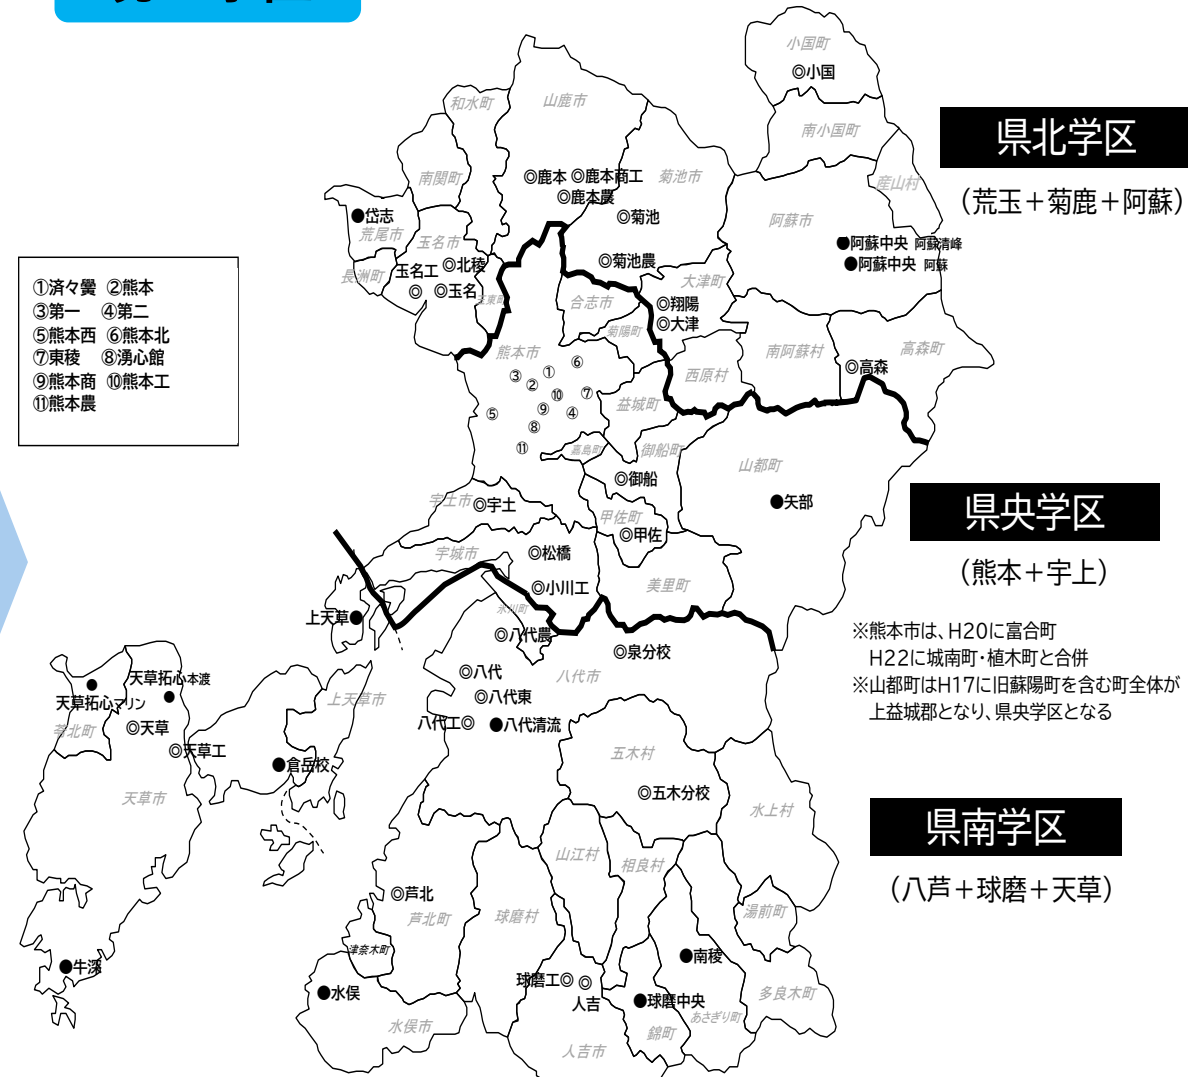 小国町
◎小国
南小国町
産山村
県北学区
（荒玉＋菊鹿＋阿蘇）
和水町
山鹿市
◎鹿本 ◎鹿本商工
◎鹿本農
菊池市
◎菊池
◎菊池農
南関町
●岱志
荒尾市
玉名市
長洲町
玉名工
◎
◎北稜
◎玉名
玉東町
阿蘇市
●阿蘇中央 阿蘇清峰
●阿蘇中央 阿蘇
大津町
◎翔陽
◎大津
合志市
菊陽町
西原村
南阿蘇村
高森町
◎高森
①済々黌 ②熊本
③第一 ④第二
⑤熊本西 ⑥熊本北
⑦東稜 ⑧湧心館
⑨熊本商 ⑩熊本工
⑪熊本農
熊本市
③
①
⑥
②
⑩
⑦
⑤
⑨
④
⑧
⑪
益城町
嘉島町
御船町
◎御船
山都町
●矢部
甲佐町
◎甲佐
宇土市
◎宇土
宇城市
◎松橋
◎小川工
美里町
県央学区
（熊本＋宇上）
※熊本市は、H20に富合町
H22に城南町・植木町と合併
※山都町はH17に旧蘇陽町を含む町全体が
上益城郡となり、県央学区となる
上天草●
氷川町
◎八代農
◎泉分校
◎八代
八代市
◎八代東
八代工◎
●八代清流
天草拓心本渡
●
●
天草拓心マリン
苓北町
◎天草
◎天草工
上天草市
●倉岳校
天草市
●牛深
五木村
◎五木分校
水上村
県南学区
（八芦＋球磨＋天草）
山江村
相良村
◎芦北
芦北町
球磨村
湯前町
津奈木町
●水俣
水俣市
球磨工◎
◎
人吉
人吉市
●南稜
●球磨中央
錦町
あさぎり町
多良木町